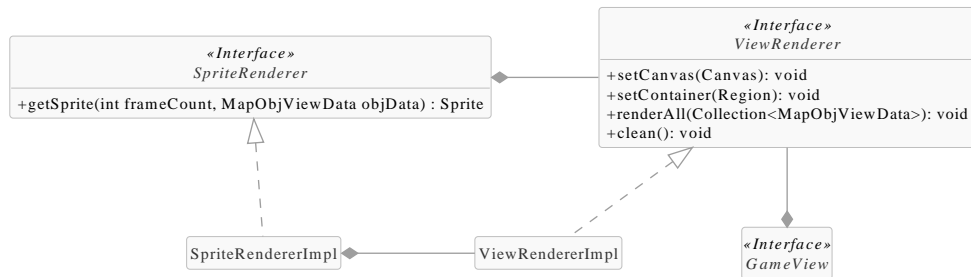 «Interface»
SpriteRenderer
+getSprite(int frameCount, MapObjViewData objData) : Sprite
«Interface»
ViewRenderer
+setCanvas(Canvas): void
+setContainer(Region): void
+renderAll(Collection<MapObjViewData>): void
+clean(): void
SpriteRendererImpl
ViewRendererImpl
«Interface»
GameView